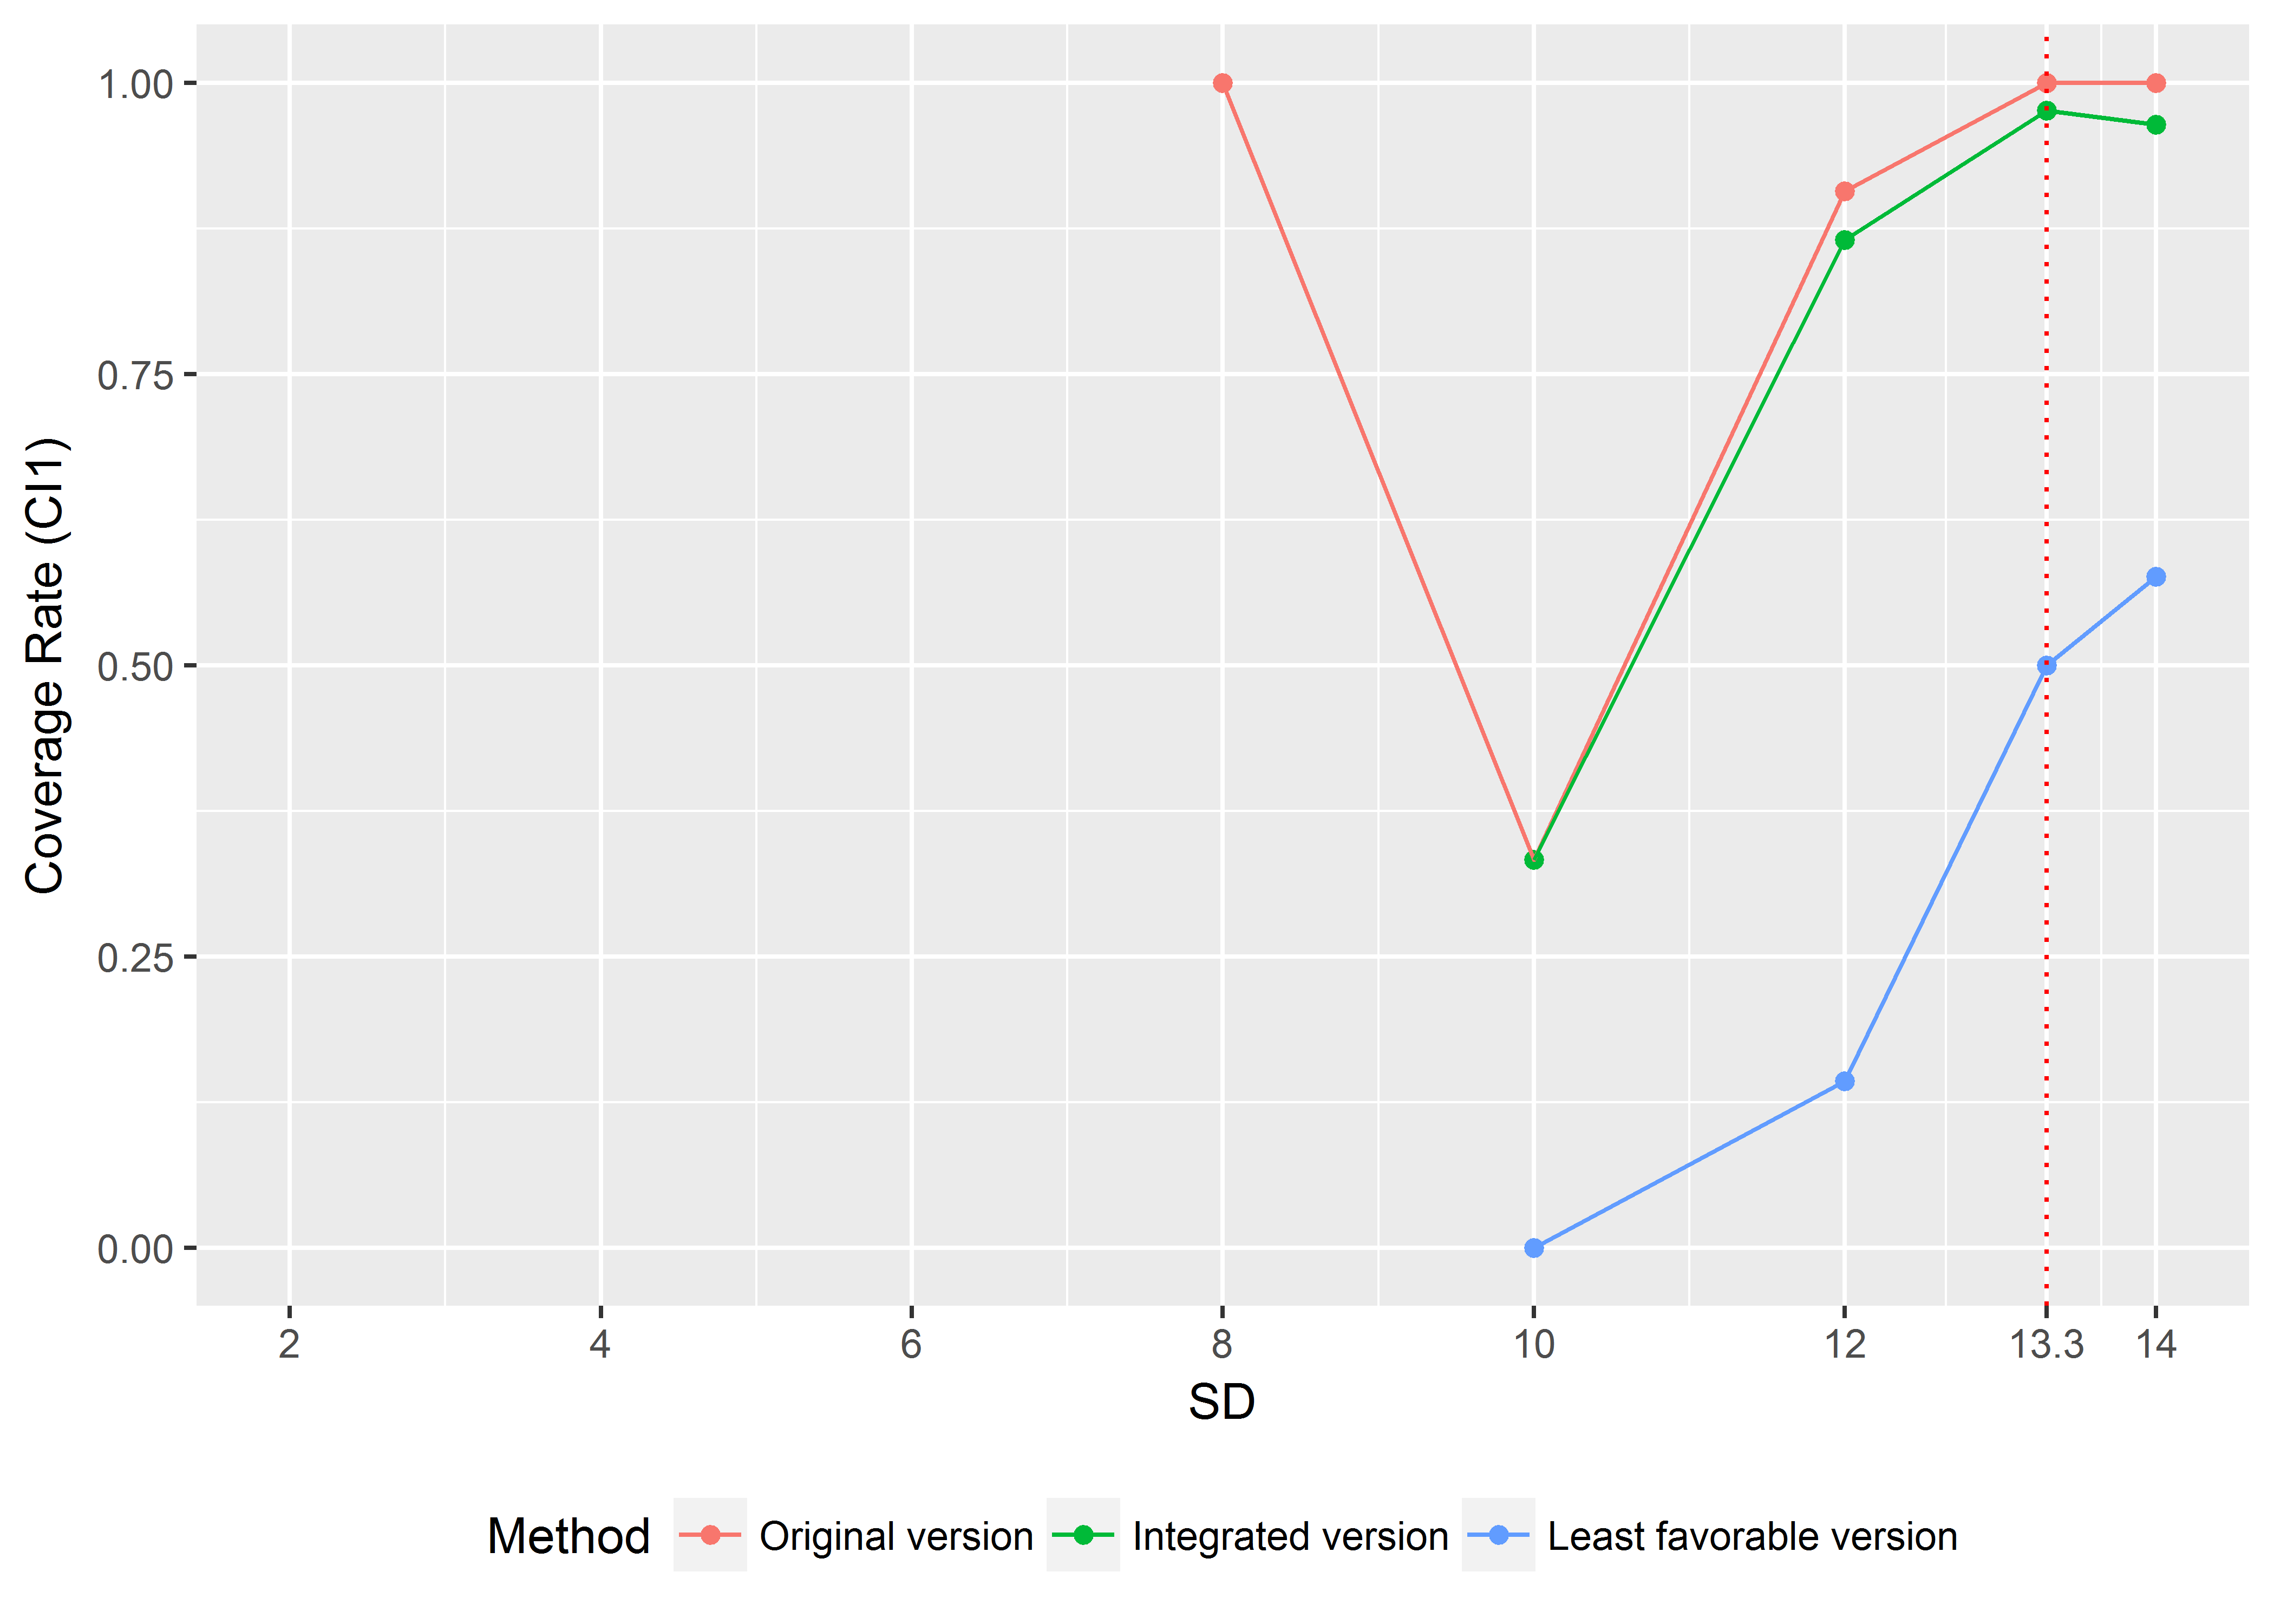 Coverage Rate (CI1)
1.00
0.75
0.50
0.25
0.00
2 4 6 8 10 12 13.3 14
SD
Method Original version Integrated version Least favorable version